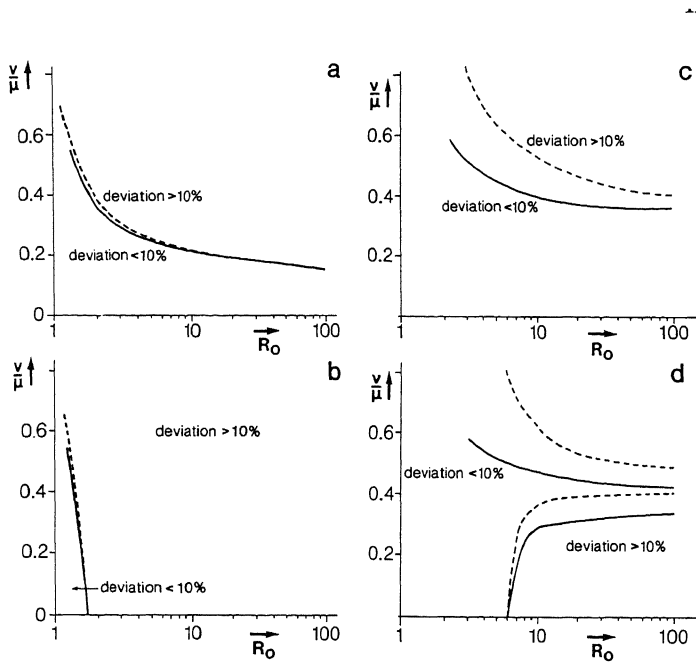 a
v/μ
0.6
0.4
0.2
0
deviation >10%
deviation <10%
1
10
100
R₀
c
v/μ
0.6
0.4
0.2
deviation >10%
deviation <10%
1
10
100
R₀
b
v/μ
0.6
0.4
0.2
0
deviation >10%
deviation <10%
1
10
100
R₀
d
v/μ
0.6
0.4
0.2
deviation <10%
deviation >10%
1
10
100
R₀